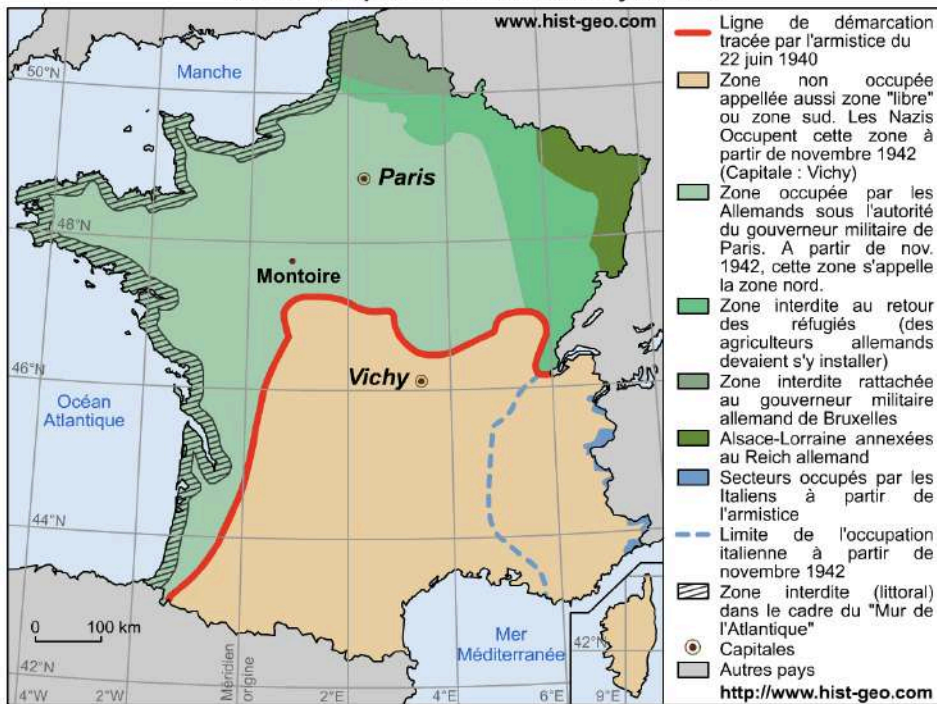 www.hist-geo.com
50°N
Manche
Paris
48°N
Montoire
Vichy
46°N
Océan
Atlantique
44°N
0 100 km
Mer
Méditerranée
42°N
42°N
4°W
2°W
Méridien
origine
2°E
4°E
6°E
9°E
Ligne de démarcation
tracée par l'armistice du
22 juin 1940
Zone non occupée
appellée aussi zone "libre"
ou zone sud. Les Nazis
Occupent cette zone à
partir de novembre 1942
(Capitale : Vichy)
Zone occupée par les
Allemands sous l'autorité
du gouverneur militaire de
Paris. A partir de nov.
1942, cette zone s'appelle
la zone nord.
Zone interdite au retour
des réfugiés (des
agriculteurs allemands
devaient s'y installer)
Zone interdite rattachée
au gouverneur militaire
allemand de Bruxelles
Alsace-Lorraine annexées
au Reich allemand
Secteurs occupés par les
Italiens à partir de
l'armistice
Limite de l'occupation
italienne à partir de
novembre 1942
Zone interdite (littoral)
dans le cadre du "Mur de
l'Atlantique"
Capitales
Autres pays
http://www.hist-geo.com